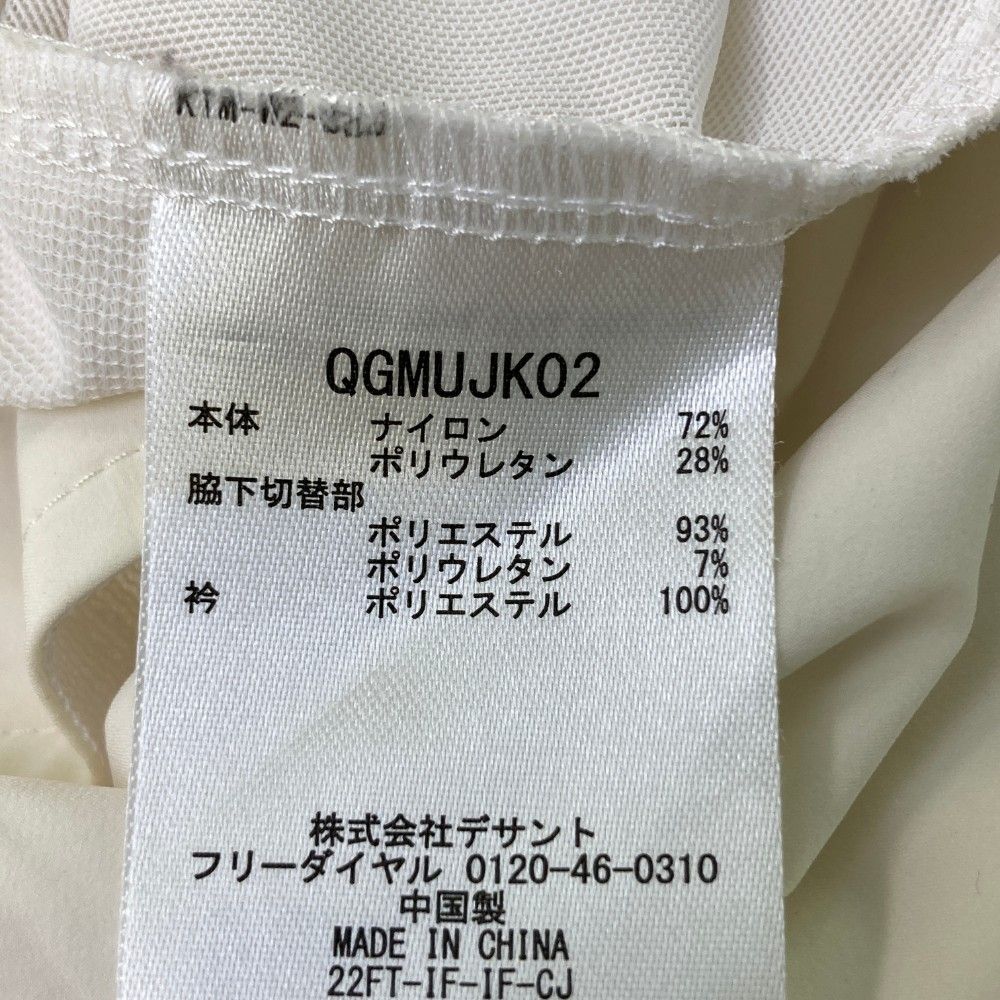 QGMUJK02
本体 ナイロン 72%
ポリウレタン 28%
脇下切替部
ポリエステル 93%
ポリウレタン 7%
衿 ポリエステル 100%
株式会社デサント
フリーダイヤル 0120-46-0310
中国製
MADE IN CHINA
22FT-IF-IF-CJ